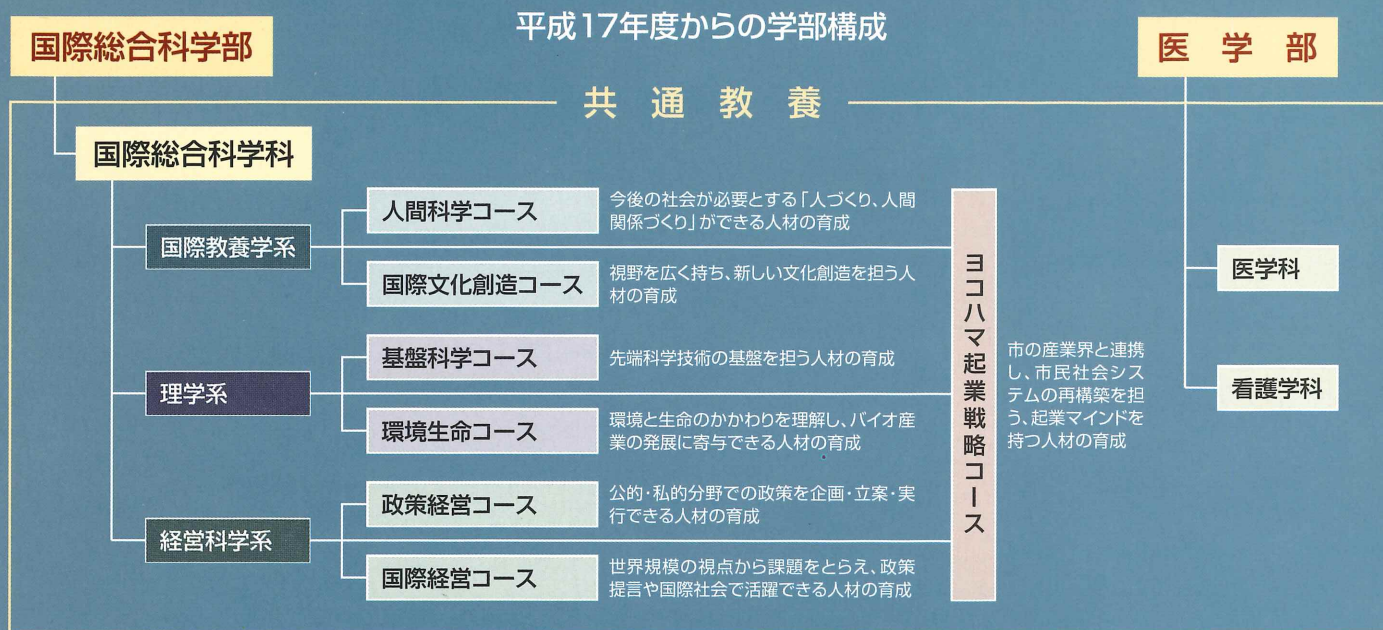 平成17年度からの学部構成
国際総合科学部
医学部
共通教養
国際総合科学科
国際教養学系
人間科学コース
今後の社会が必要とする「人づくり、人間
関係づくり」ができる人材の育成
国際文化創造コース
視野を広く持ち、新しい文化創造を担う人
材の育成
理学系
基盤科学コース
先端科学技術の基盤を担う人材の育成
環境生命コース
環境と生命のかかわりを理解し、バイオ産
業の発展に寄与できる人材の育成
経営科学系
政策経営コース
公的・私的分野での政策を企画・立案・実
行できる人材の育成
国際経営コース
世界規模の視点から課題をとらえ、政策
提言や国際社会で活躍できる人材の育成
ヨコハマ起業戦略コース
市の産業界と連携
し、市民社会シス
テムの再構築を担
う、起業マインドを
持つ人材の育成
医学科
看護学科